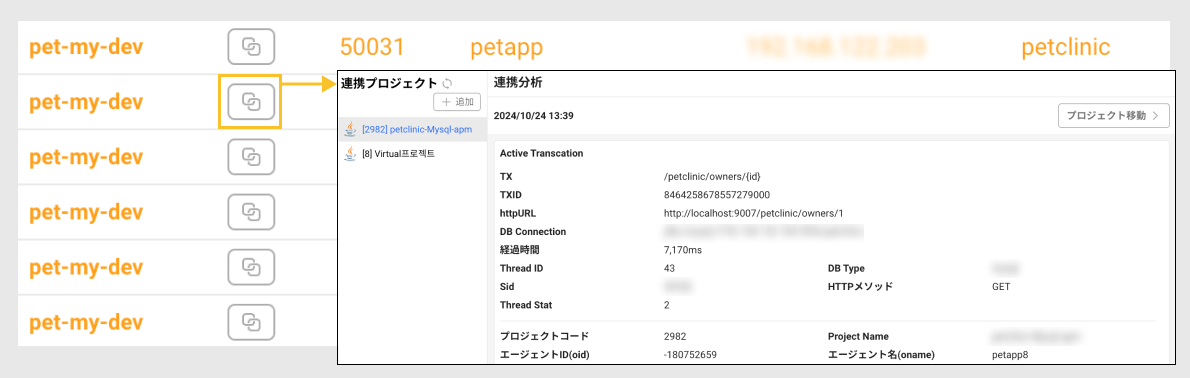 pet-my-dev 50031 petapp petclinic
pet-my-dev
pet-my-dev
pet-my-dev
pet-my-dev
pet-my-dev
連携プロジェクト
+ 追加
[2982] petclinic-Mysql-apm
[8] Virtual프로젝트
連携分析
2024/10/24 13:39 プロジェクト移動 >
Active Transcation
TX /petclinic/owners/{id}
TXID 8464258678557279000
httpURL http://localhost:9007/petclinic/owners/1
DB Connection
経過時間 7,170ms
Thread ID 43 DB Type
Sid HTTPメソッド GET
Thread Stat 2
プロジェクトコード 2982 Project Name
エージェントID(oid) -180752659 エージェント名(oname) petapp8